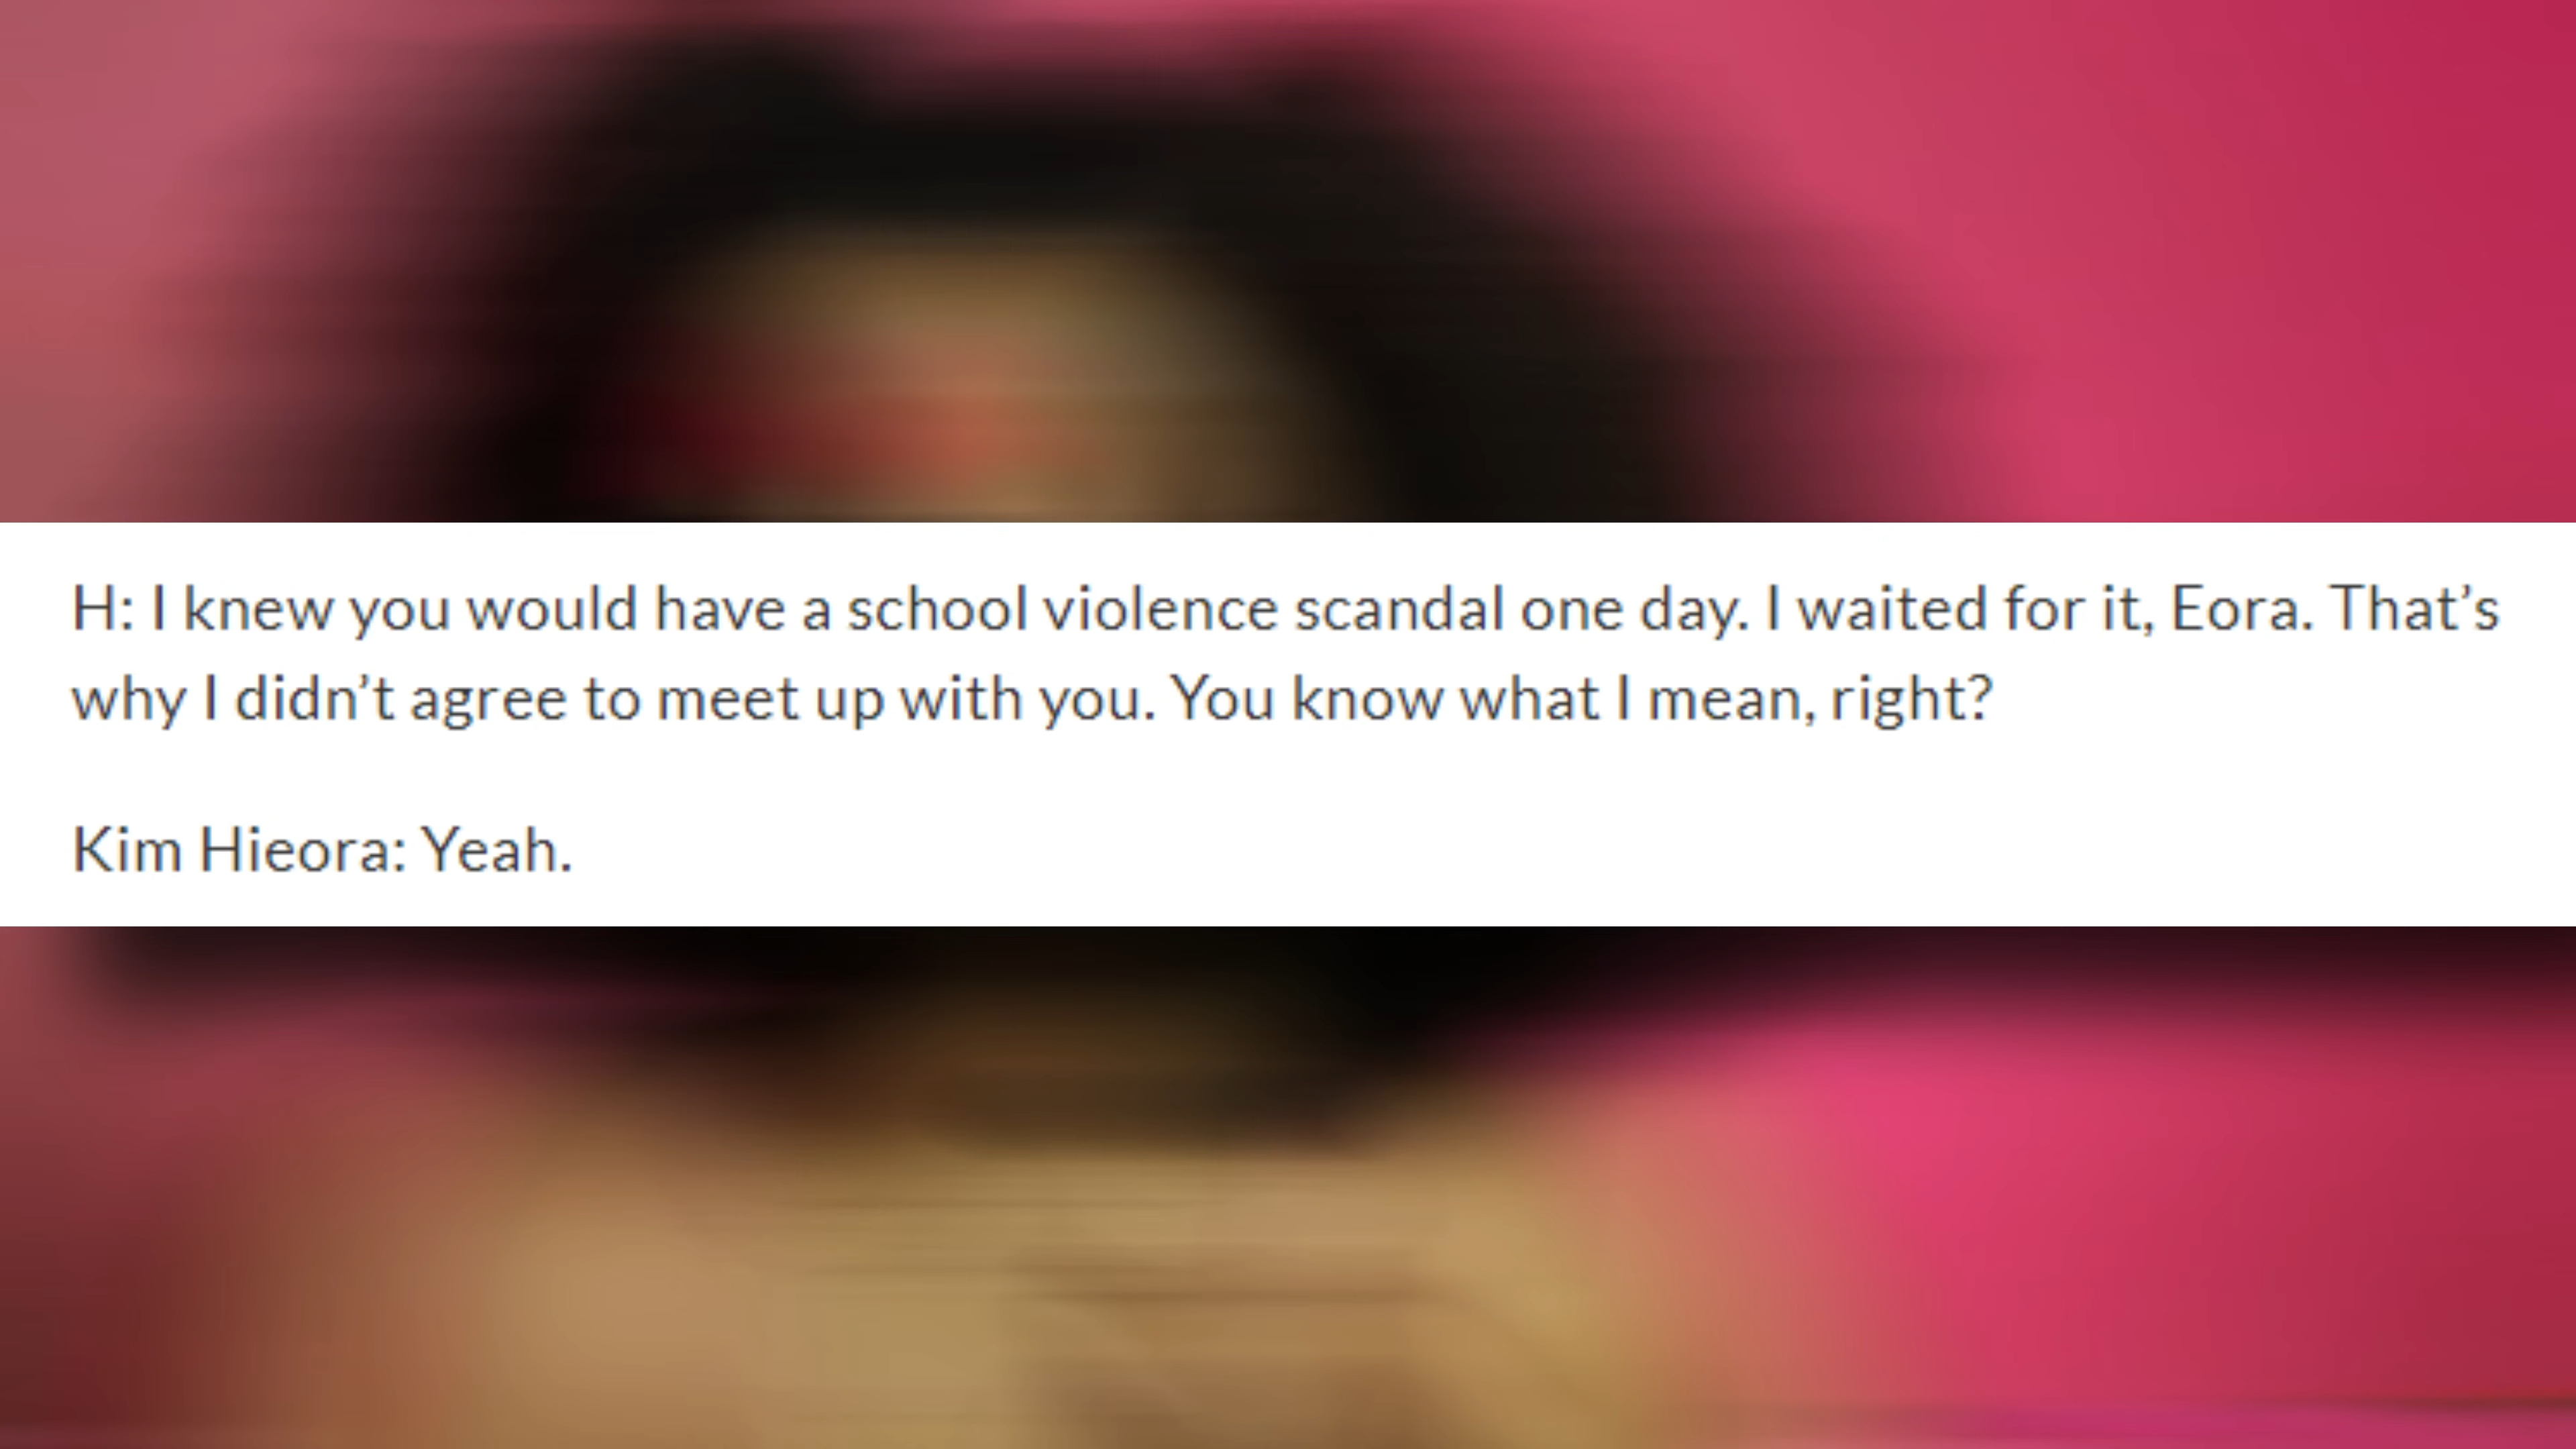 H: I knew you would have a school violence scandal one day. I waited for it, Eora. That’s
why I didn’t agree to meet up with you. You know what I mean, right?
Kim Hieora: Yeah.